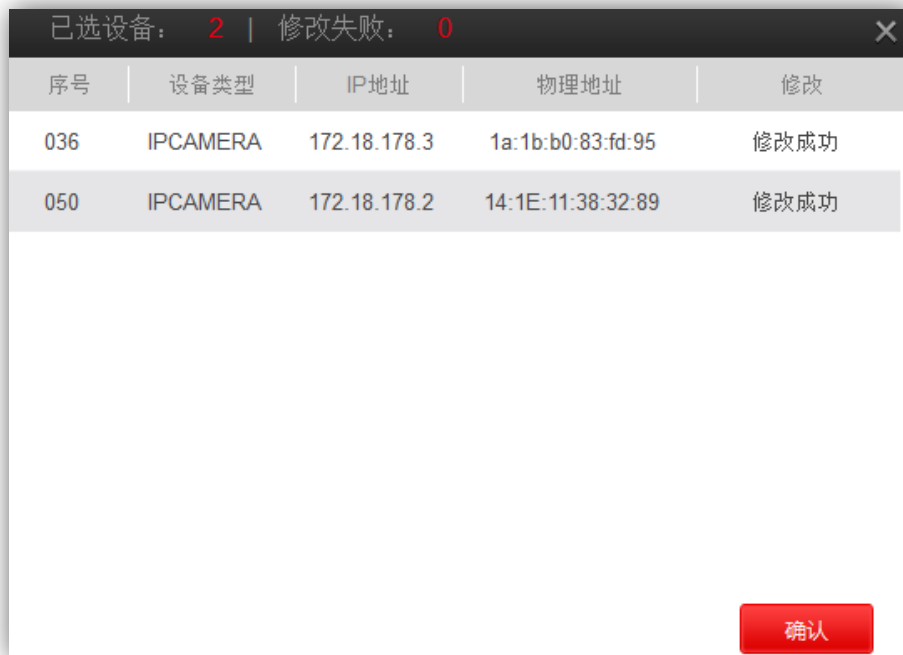 已选设备： 2 | 修改失败： 0
序号 设备类型 IP地址 物理地址 修改
036 IPCAMERA 172.18.178.3 1a:1b:b0:83:fd:95 修改成功
050 IPCAMERA 172.18.178.2 14:1E:11:38:32:89 修改成功
确认